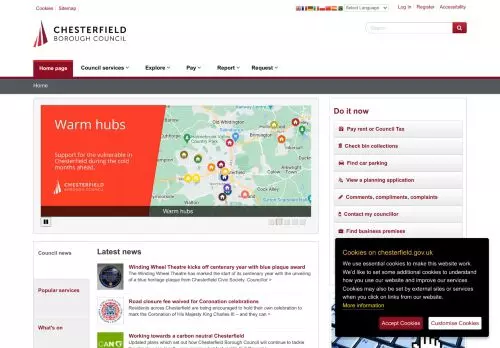 Cookies
Sitemap
Select Language
Log in
Register
Accessibility
CHESTERFIELD
BOROUGH COUNCIL
Search
Home page
Council services
Explore
Pay
Report
Request
Home
Warm hubs
Support for the vulnerable in
Chesterfield during the cold
months ahead.
CHESTERFIELD
BOROUGH COUNCIL
Old Whittington
Brimington
Calow
Cock Alley
Arkwright
Warm hubs
Do it now
Pay rent or Council Tax
Check bin collections
Find car parking
View a planning application
Comments, compliments, complaints
Contact my councillor
Find business premises
Council news
Popular services
What's on
Latest news
Winding Wheel Theatre kicks off centenary year with blue plaque award
The Winding Wheel Theatre has marked the start of its centenary year with the unveiling
of a blue heritage plaque from Chesterfield Civic Society. Councillor >
Road closure fee waived for Coronation celebrations
Residents across Chesterfield are being encouraged to hold their own celebration to
mark the Coronation of His Majesty King Charles III – and they can >
Working towards a carbon neutral Chesterfield
Updated plans which set out how Chesterfield Borough Council will continue to tackle
CAN
Cookies on chesterfield.gov.uk
We use essential cookies to make this website work.
We'd like to set some additional cookies to understand
how you use our website and improve our services.
Cookies may also be set by external sites or services
when you click on links from our website.
More information
Accept Cookies
Customise Cookies